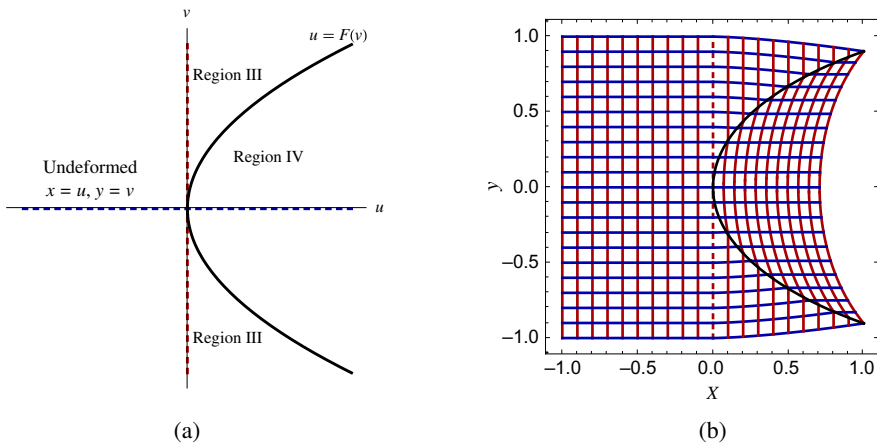 v
u = F(v)
Region III
Region IV
Undeformed
x = u, y = v
u
Region III
(a)
1.0
0.5
0.0
−0.5
−1.0
y
−1.0 −0.5 0.0 0.5 1.0
X
(b)